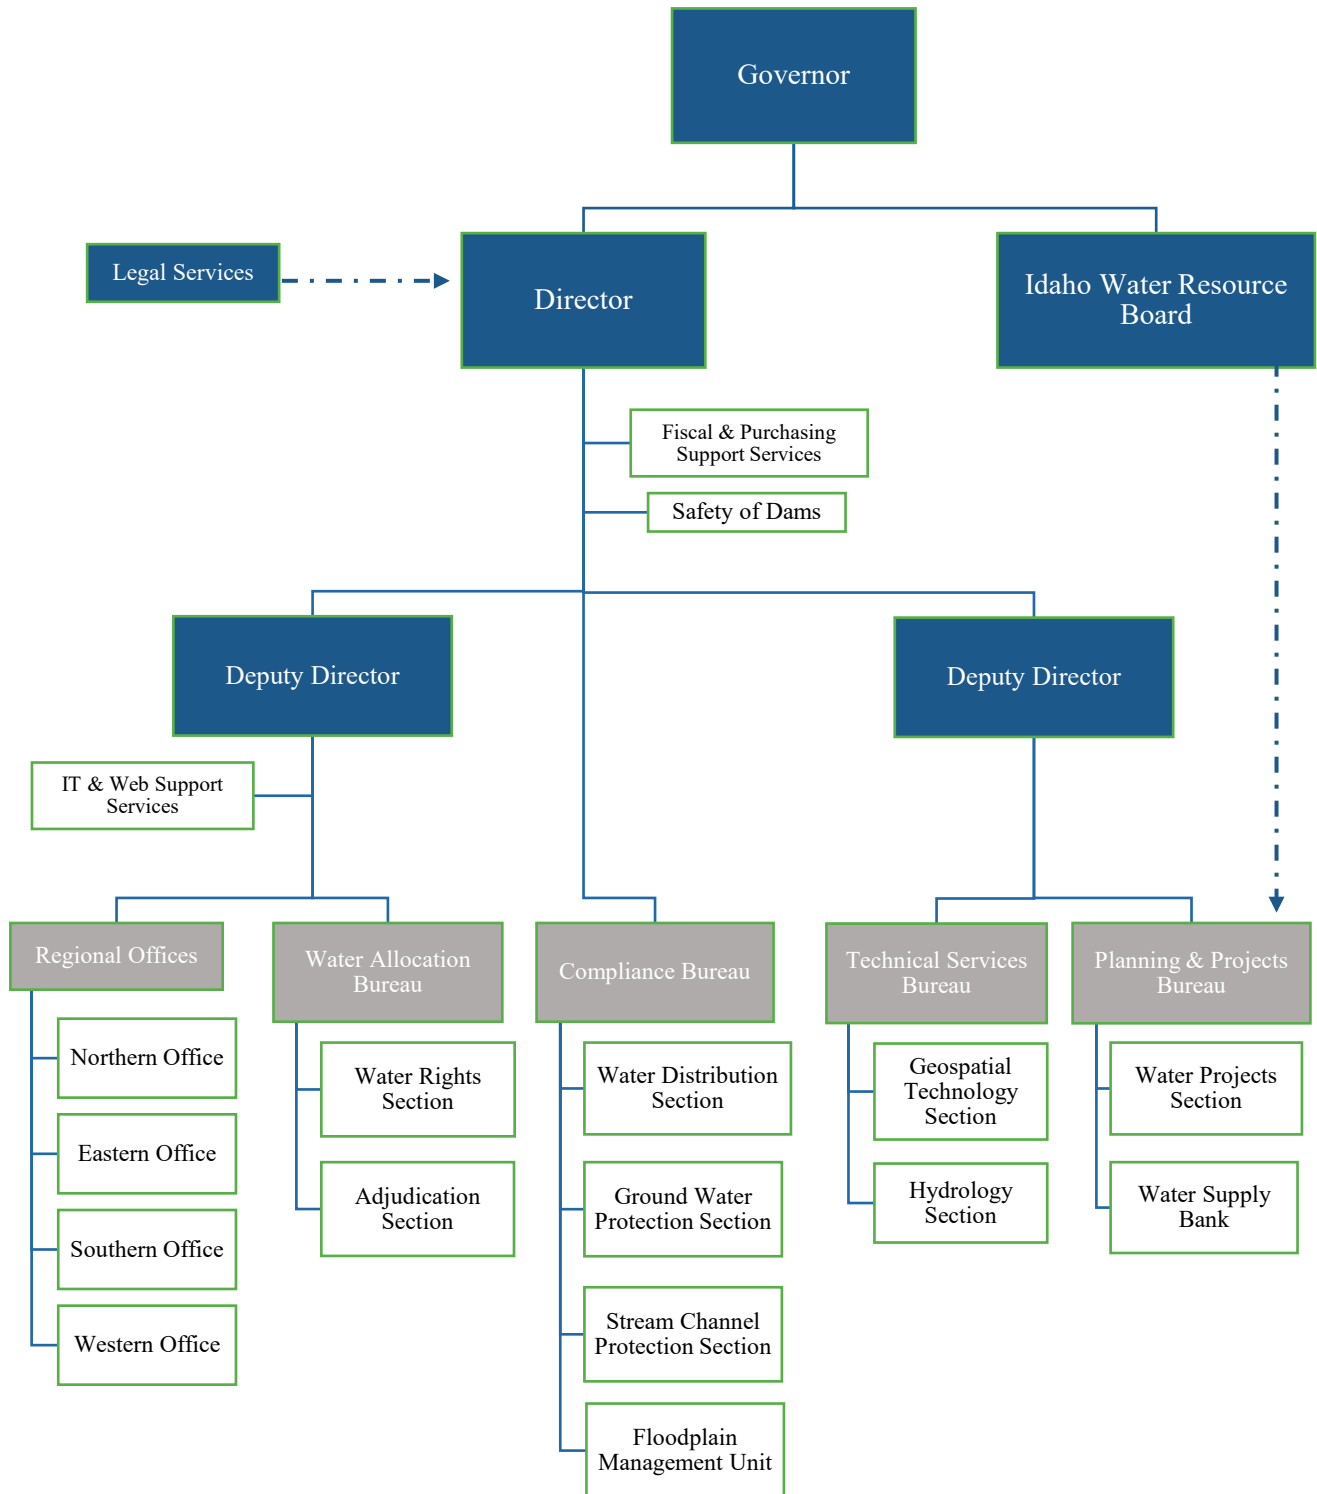 Governor
Legal Services
Director
Idaho Water Resource
Board
Fiscal & Purchasing
Support Services
Safety of Dams
Deputy Director
Deputy Director
IT & Web Support
Services
Regional Offices
Northern Office
Eastern Office
Southern Office
Western Office
Water Allocation
Bureau
Water Rights
Section
Adjudication
Section
Compliance Bureau
Water Distribution
Section
Ground Water
Protection Section
Stream Channel
Protection Section
Floodplain
Management Unit
Technical Services
Bureau
Geospatial
Technology
Section
Hydrology
Section
Planning & Projects
Bureau
Water Projects
Section
Water Supply
Bank